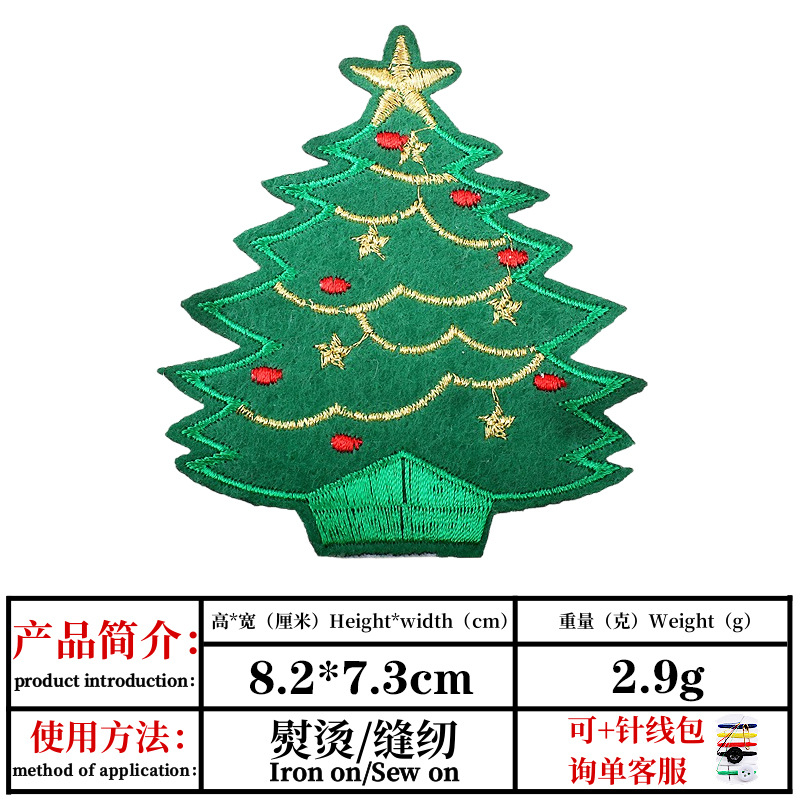 产品简介：
product introduction：
高*宽（厘米）Height*width（cm）
8.2*7.3cm
重量（克）Weight（g）
2.9g
使用方法：
method of application：
熨烫/缝纫
Iron on/Sew on
可+针线包
询单客服